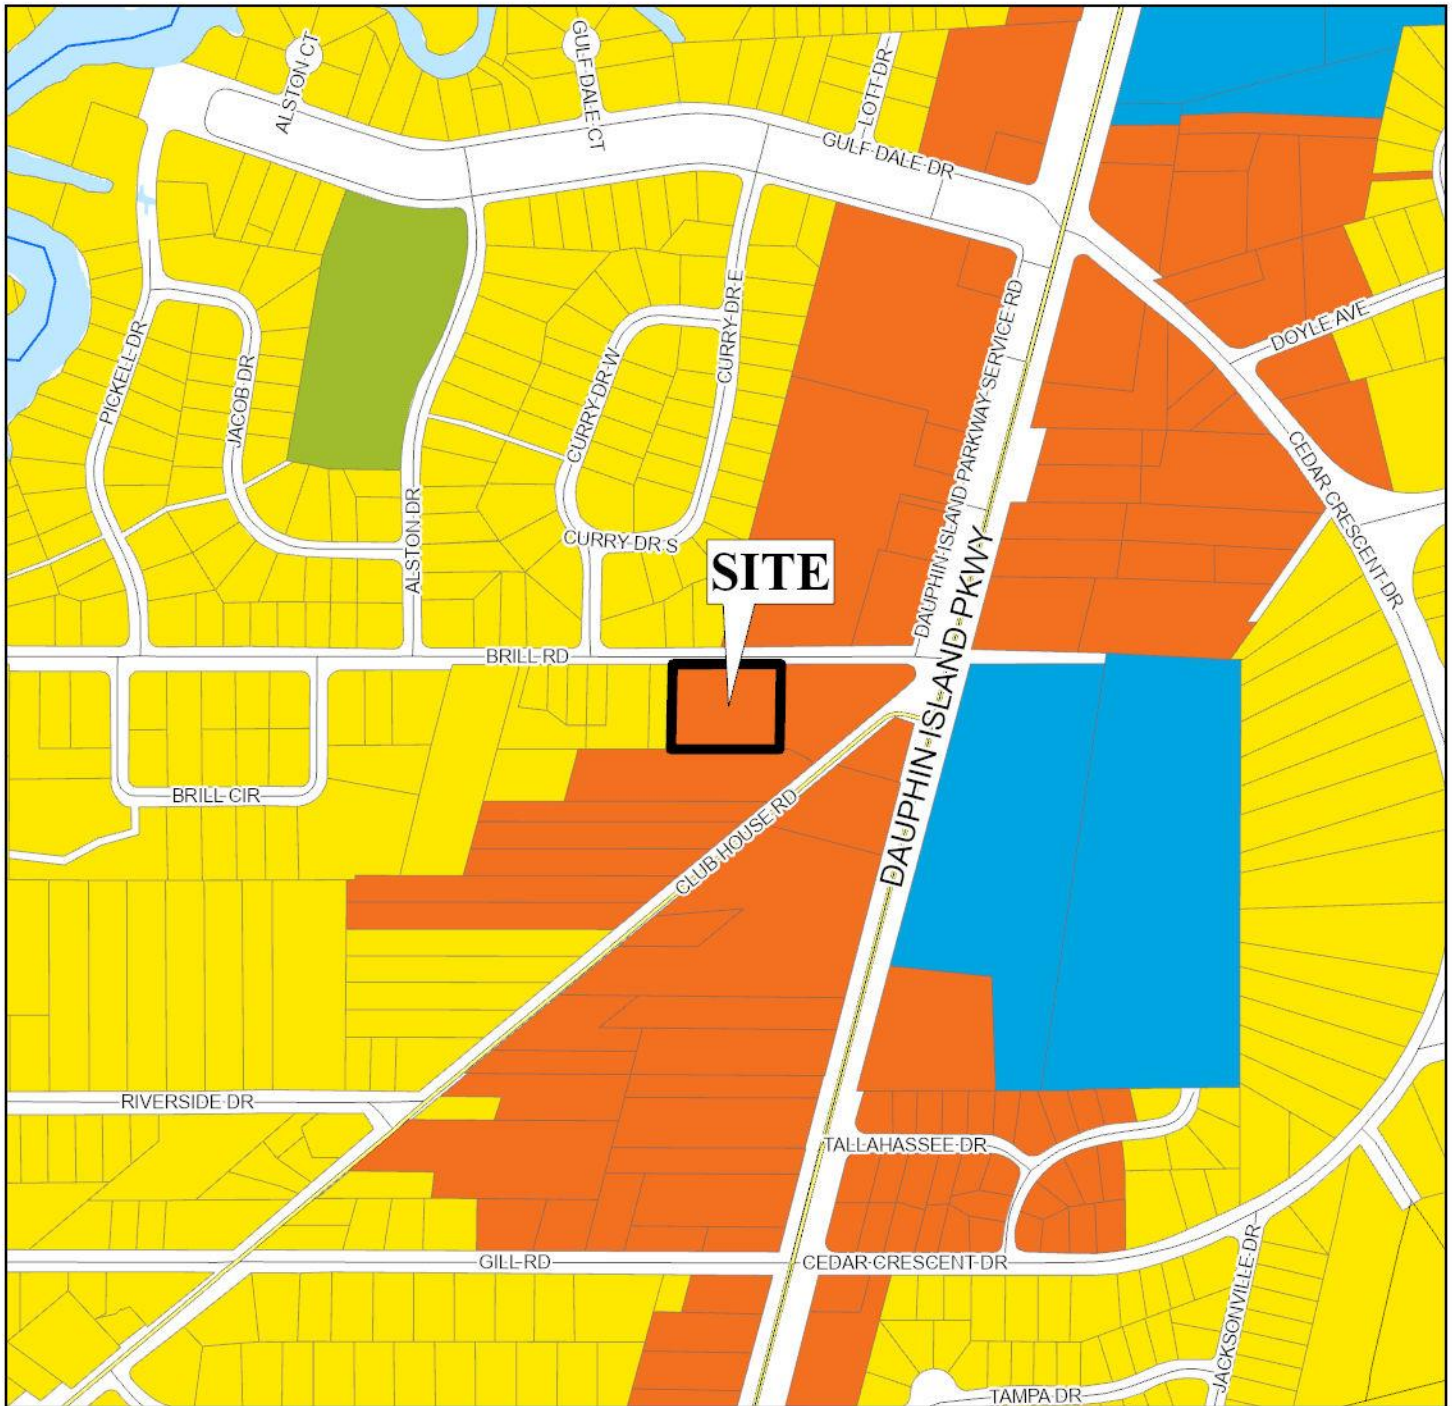 ALSTON CT
GULF DALE CT
LOTT DR
GULF DALE DR
PICKELL DR
JACOB DR
ALSTON DR
CURRY DR W
CURRY DR E
CURRY DR S
DAUPHIN ISLAND PARKWAY SERVICE RD
DOYLE AVE
CEDAR CRESCENT DR
SITE
BRILL RD
DAUPHIN ISLAND PKWY
BRILL CIR
CLUB HOUSE RD
RIVERSIDE DR
TALLAHASSEE DR
GILL RD
CEDAR CRESCENT DR
JACKSONVILLE DR
TAMPA DR